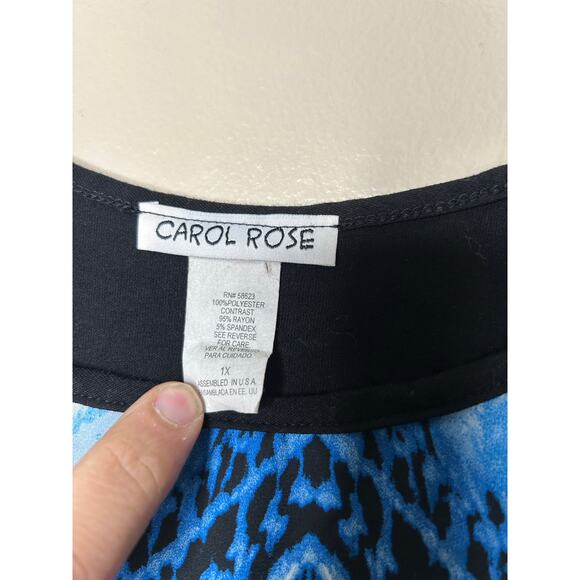 CAROL ROSE
RN# 58623
100%POLYESTER
CONTRAST
95% RAYON
5% SPANDEX
SEE REVERSE
FOR CARE
VER AL REVERSO
PARA CUIDADO.
1X
ASSEMBLED IN U.S.A.
EN EE. UU